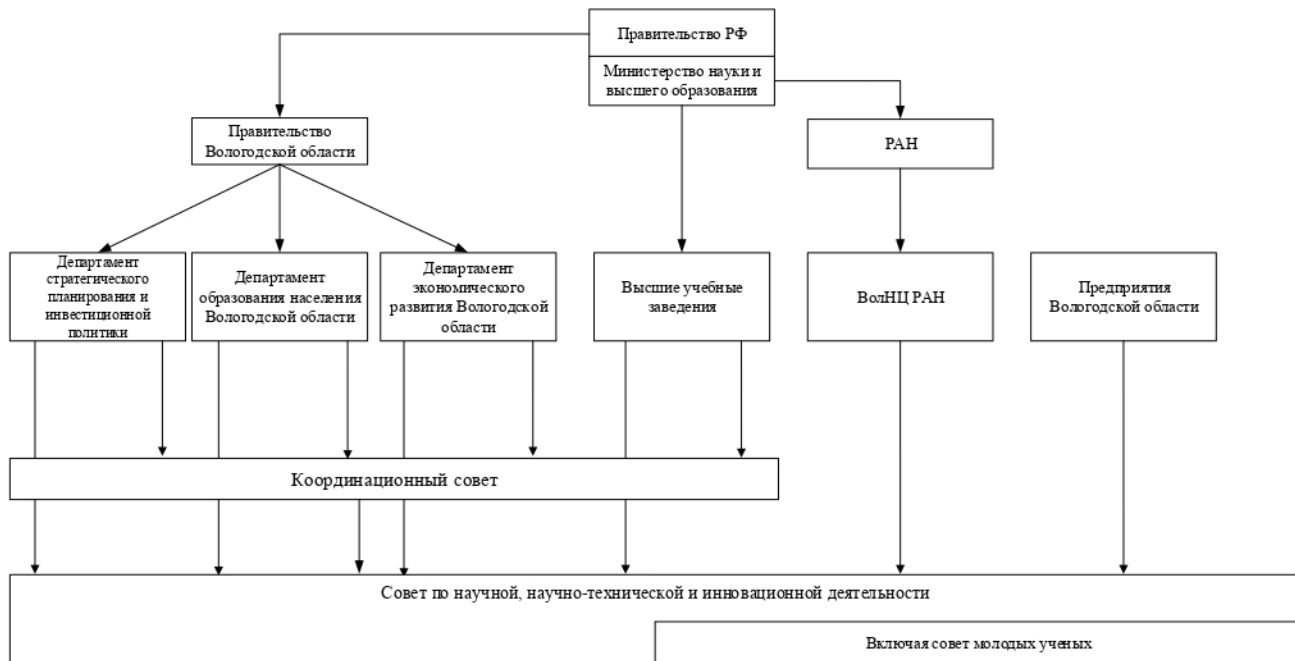 Правительство РФ
Министерство науки и
высшего образования
Правительство
Вологодской области
РАН
Департамент
стратегического
планирования и
инвестиционной
политики
Департамент
образования населения
Вологодской области
Департамент
экономического
развития Вологодской
области
Высшие учебные
заведения
ВолНЦ РАН
Предприятия
Вологодской области
Координационный совет
Совет по научной, научно-технической и инновационной деятельности
Включая совет молодых ученых